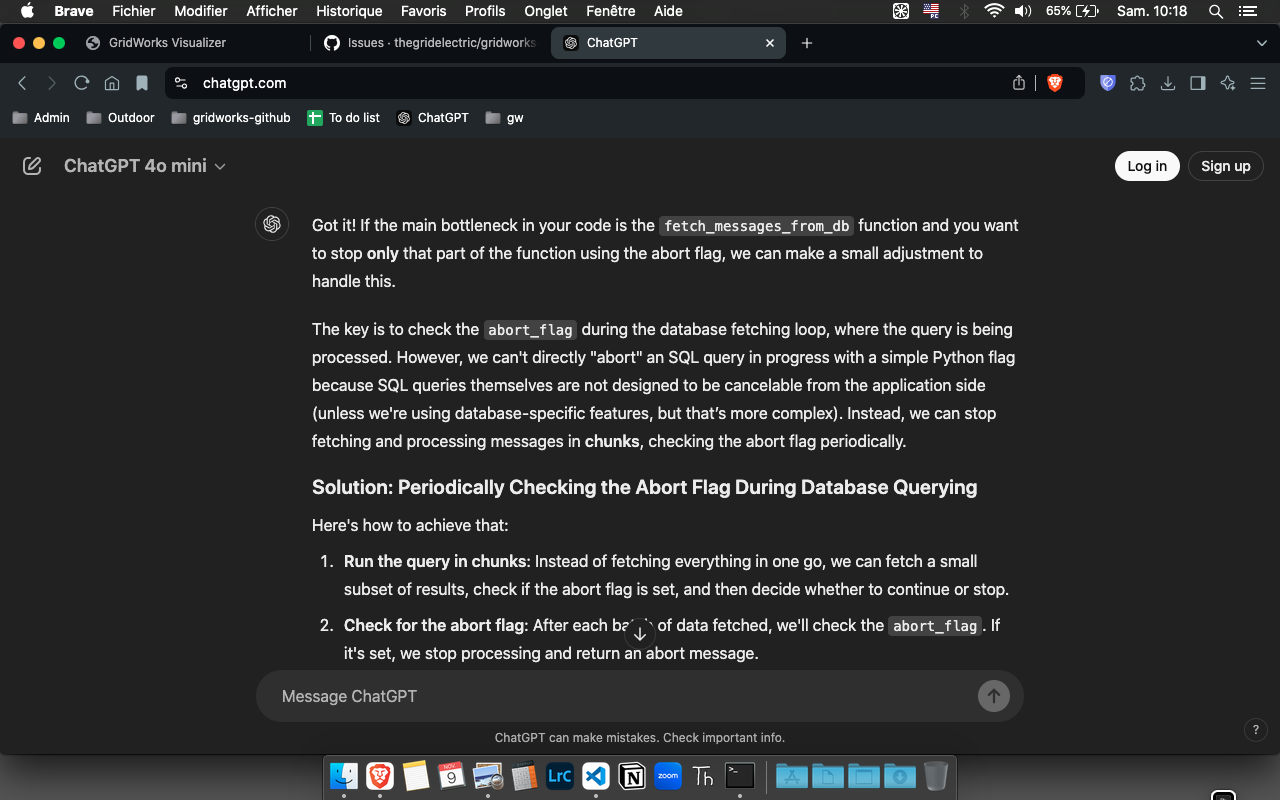 Brave Fichier Modifier Afficher Historique Favoris Profils Onglet Fenêtre Aide 65% Sam. 10:18
GridWorks Visualizer Issues · thegridelectric/gridworks ChatGPT
chatgpt.com
Admin Outdoor gridworks-github To do list ChatGPT gw
ChatGPT 4o mini Log in Sign up
Got it! If the main bottleneck in your code is the fetch_messages_from_db function and you want
to stop only that part of the function using the abort flag, we can make a small adjustment to
handle this.
The key is to check the abort_flag during the database fetching loop, where the query is being
processed. However, we can't directly "abort" an SQL query in progress with a simple Python flag
because SQL queries themselves are not designed to be cancelable from the application side
(unless we're using database-specific features, but that’s more complex). Instead, we can stop
fetching and processing messages in chunks, checking the abort flag periodically.
Solution: Periodically Checking the Abort Flag During Database Querying
Here's how to achieve that:
1. Run the query in chunks: Instead of fetching everything in one go, we can fetch a small
subset of results, check if the abort flag is set, and then decide whether to continue or stop.
2. Check for the abort flag: After each batch of data fetched, we'll check the abort_flag. If
it's set, we stop processing and return an abort message.
Message ChatGPT
ChatGPT can make mistakes. Check important info.
?
NOV. 9 LrC zoom Th